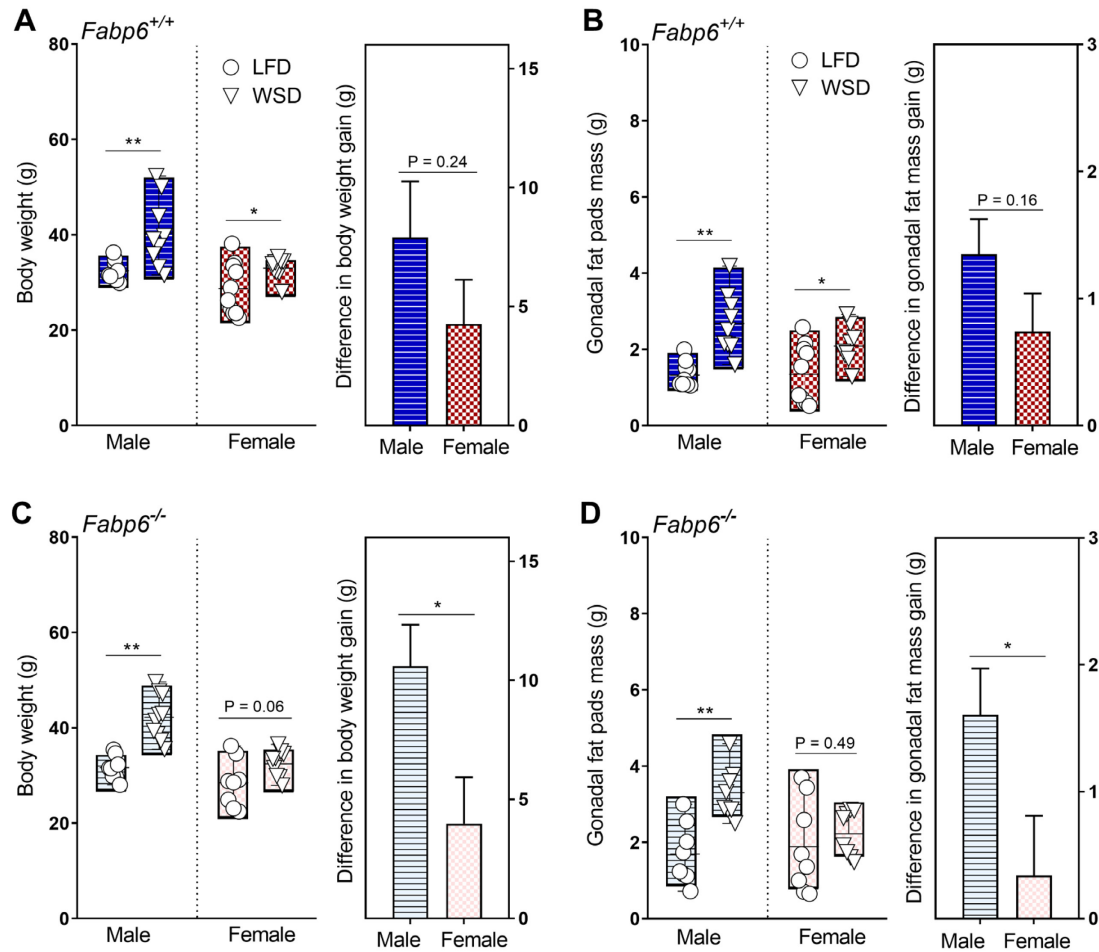 A
Fabp6+/+
80
60
40
20
0
Body weight (g)
LFD
WSD
**
*
Male
Female
Difference in body weight gain (g)
P = 0.24
15
10
5
0
Male
Female
B
Fabp6+/+
10
8
6
4
2
0
Gonadal fat pads mass (g)
LFD
WSD
**
*
Male
Female
Difference in gonadal fat mass gain (g)
P = 0.16
3
2
1
0
Male
Female
C
Fabp6-/-
80
60
40
20
0
Body weight (g)
**
P = 0.06
Male
Female
Difference in body weight gain (g)
*
15
10
5
0
Male
Female
D
Fabp6-/-
10
8
6
4
2
0
Gonadal fat pads mass (g)
**
P = 0.49
Male
Female
Difference in gonadal fat mass gain (g)
*
3
2
1
0
Male
Female